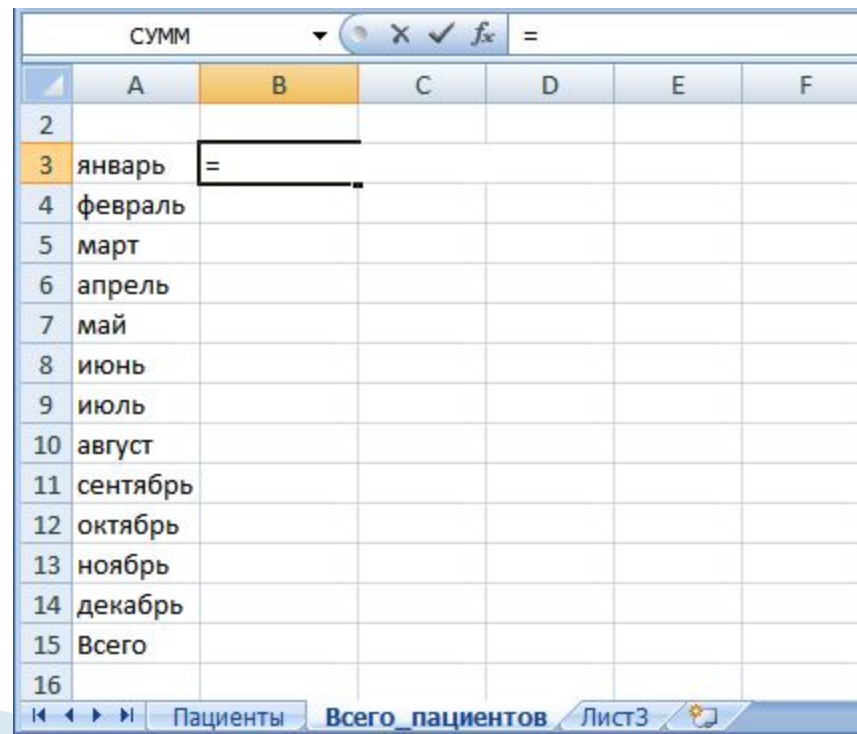 СУММ fx =
A B C D E F
2
3 январь =
4 февраль
5 март
6 апрель
7 май
8 июнь
9 июль
10 август
11 сентябрь
12 октябрь
13 ноябрь
14 декабрь
15 Всего
16
Пациенты Всего_пациентов Лист3